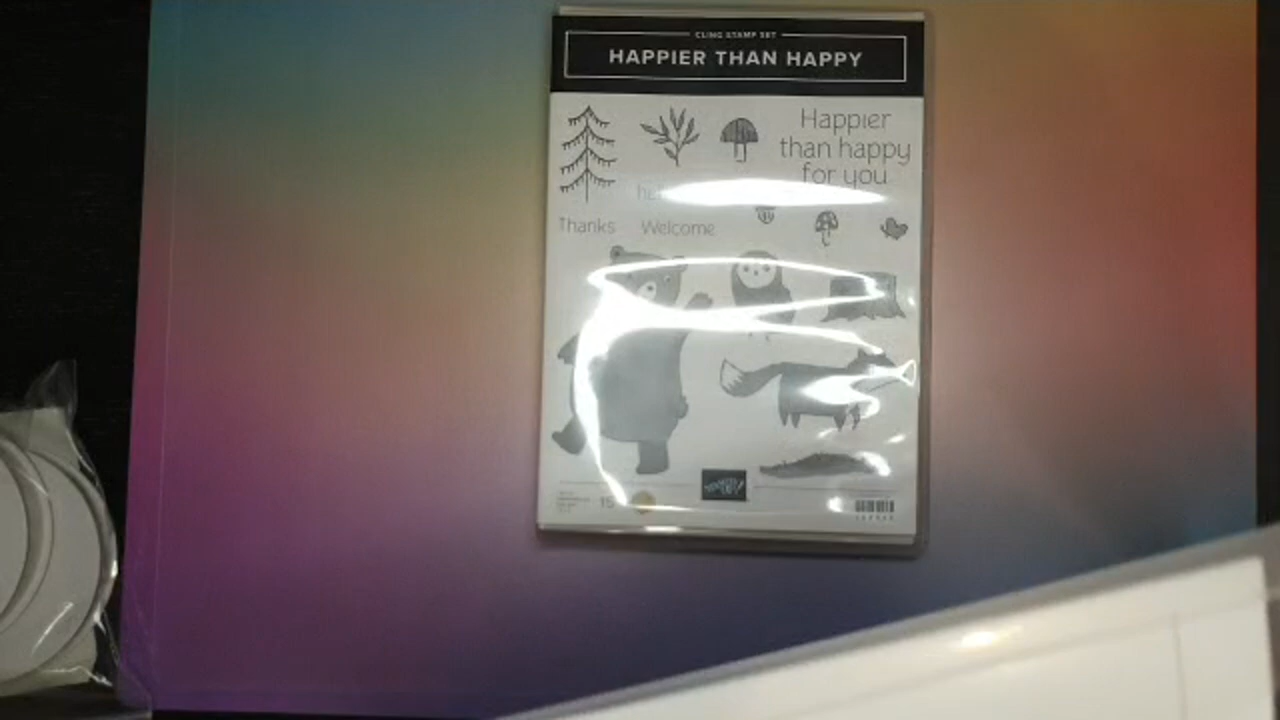 CLING STAMP SET
HAPPIER THAN HAPPY
Happier
than happy
for you
Thanks Welcome
15